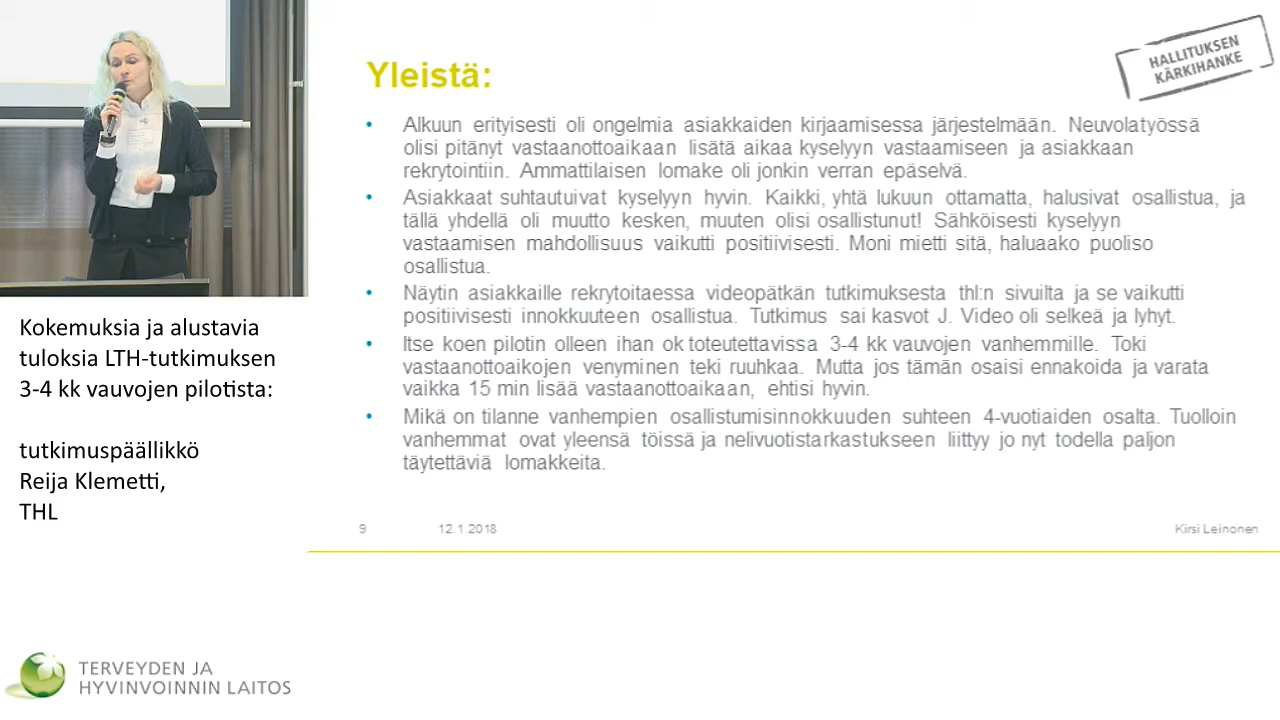 HALLITUKSEN
KÄRKIHANKE
Yleistä:
• Alkuun erityisesti oli ongelmia asiakkaiden kirjaamisessa järjestelmään. Neuvolatyössä
olisi pitänyt vastaanottoaikaan lisätä aikaa kyselyyn vastaamiseen ja asiakkaan
rekrytointiin. Ammattilaisen lomake oli jonkin verran epäselvä.
• Asiakkaat suhtautuivat kyselyyn hyvin. Kaikki, yhtä lukuun ottamatta, halusivat osallistua, ja
tällä yhdellä oli muutto kesken, muuten olisi osallistunut! Sähköisesti kyselyyn
vastaamisen mahdollisuus vaikutti positiivisesti. Moni mietti sitä, haluaako puoliso
osallistua.
• Näytin asiakkaille rekrytoitaessa videopätkän tutkimuksesta thl:n sivuilta ja se vaikutti
positiivisesti innokkuuteen osallistua. Tutkimus sai kasvot J. Video oli selkeä ja lyhyt.
• Itse koen pilotin olleen ihan ok toteutettavissa 3-4 kk vauvojen vanhemmille. Toki
vastaanottoaikojen venyminen teki ruuhkaa. Mutta jos tämän osaisi ennakoida ja varata
vaikka 15 min lisää vastaanottoaikaan, ehtisi hyvin.
• Mikä on tilanne vanhempien osallistumisinnokkuuden suhteen 4-vuotiaiden osalta. Tuolloin
vanhemmat ovat yleensä töissä ja nelivuotistarkastukseen liittyy jo nyt todella paljon
täytettäviä lomakkeita.
9 12.1.2018 Kirsi Leinonen
Kokemuksia ja alustavia
tuloksia LTH-tutkimuksen
3-4 kk vauvojen pilotista:
tutkimuspäällikkö
Reija Klemetti,
THL
TERVEYDEN JA
HYVINVOINNIN LAITOS